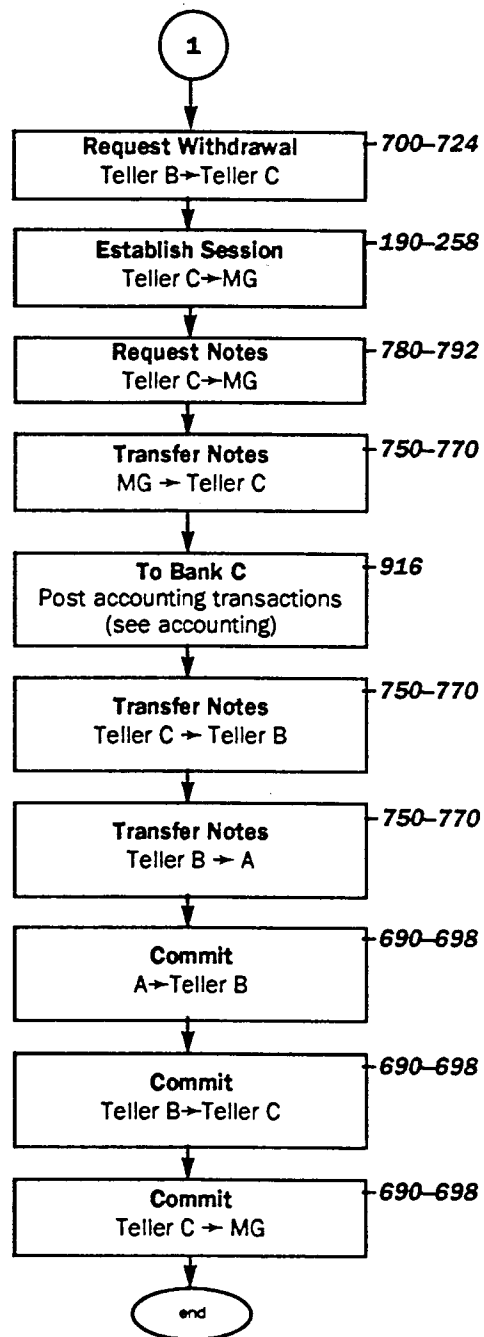 1
Request Withdrawal
Teller B→Teller C
700–724
Establish Session
Teller C→MG
190–258
Request Notes
Teller C→MG
780–792
Transfer Notes
MG → Teller C
750–770
To Bank C
Post accounting transactions
(see accounting)
916
Transfer Notes
Teller C → Teller B
750–770
Transfer Notes
Teller B → A
750–770
Commit
A→Teller B
690–698
Commit
Teller B→Teller C
690–698
Commit
Teller C → MG
690–698
end